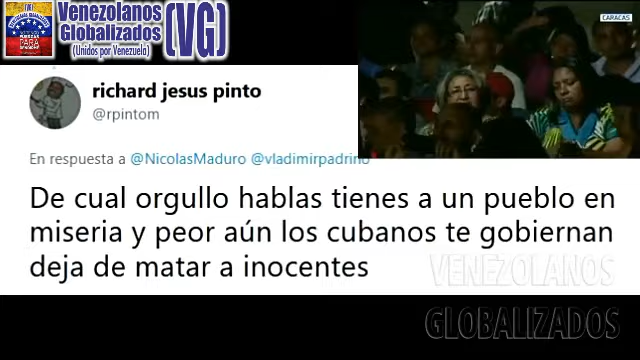 Venezolanos
Globalizados
(Unidos por Venezuela)
(VG)
CARACAS
richard jesus pinto
@rpintom
En respuesta a @NicolasMaduro @vladimirpadrino
De cual orgullo hablas tienes a un pueblo en
miseria y peor aún los cubanos te gobiernan
deja de matar a inocentes
VENEZOLANOS
GLOBALIZADOS